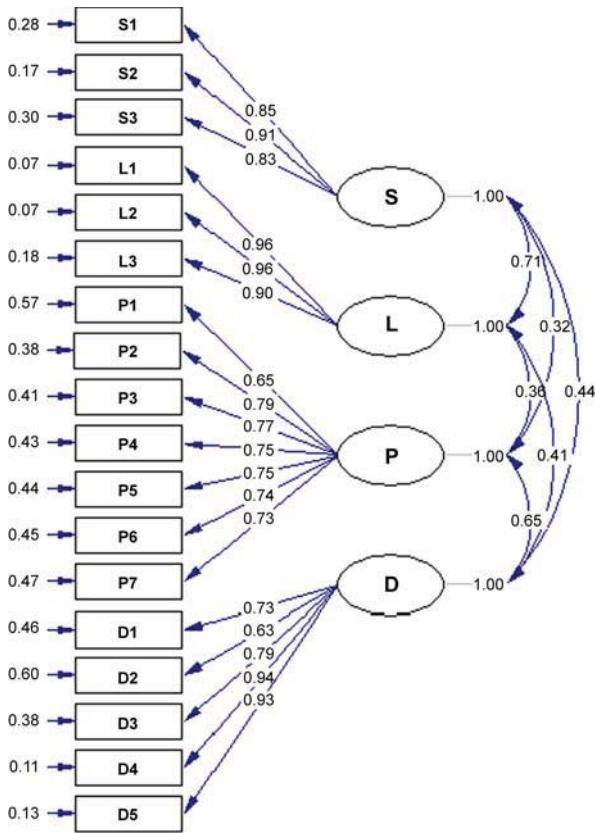 0.28 S1
0.17 S2
0.85
0.30 S3
0.91
0.83
0.07 L1
S 1.00
0.07 L2
0.96
0.71
0.18 L3
0.96
0.90
0.57 P1
L 1.00
0.32
0.38 P2
0.65
0.41 P3
0.79
0.36 0.44
0.77
0.43 P4
0.75
P 1.00 0.41
0.44 P5
0.75
0.74
0.45 P6
0.73
0.65
0.47 P7
D 1.00
0.46 D1
0.73
0.63
0.60 D2
0.79
0.94
0.38 D3
0.93
0.11 D4
0.13 D5